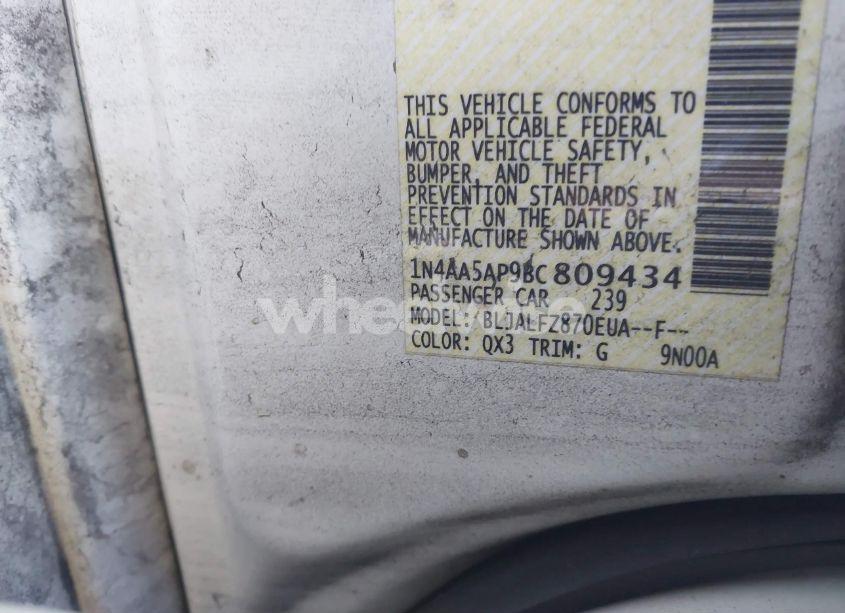 THIS VEHICLE CONFORMS TO
ALL APPLICABLE FEDERAL
MOTOR VEHICLE SAFETY,
BUMPER, AND THEFT
PREVENTION STANDARDS IN
EFFECT ON THE DATE OF
MANUFACTURE SHOWN ABOVE.
1N4AA5AP9BC809434
PASSENGER CAR 239
MODEL: BLJALFZ870EUA--F--
COLOR: QX3 TRIM: G 9N00A